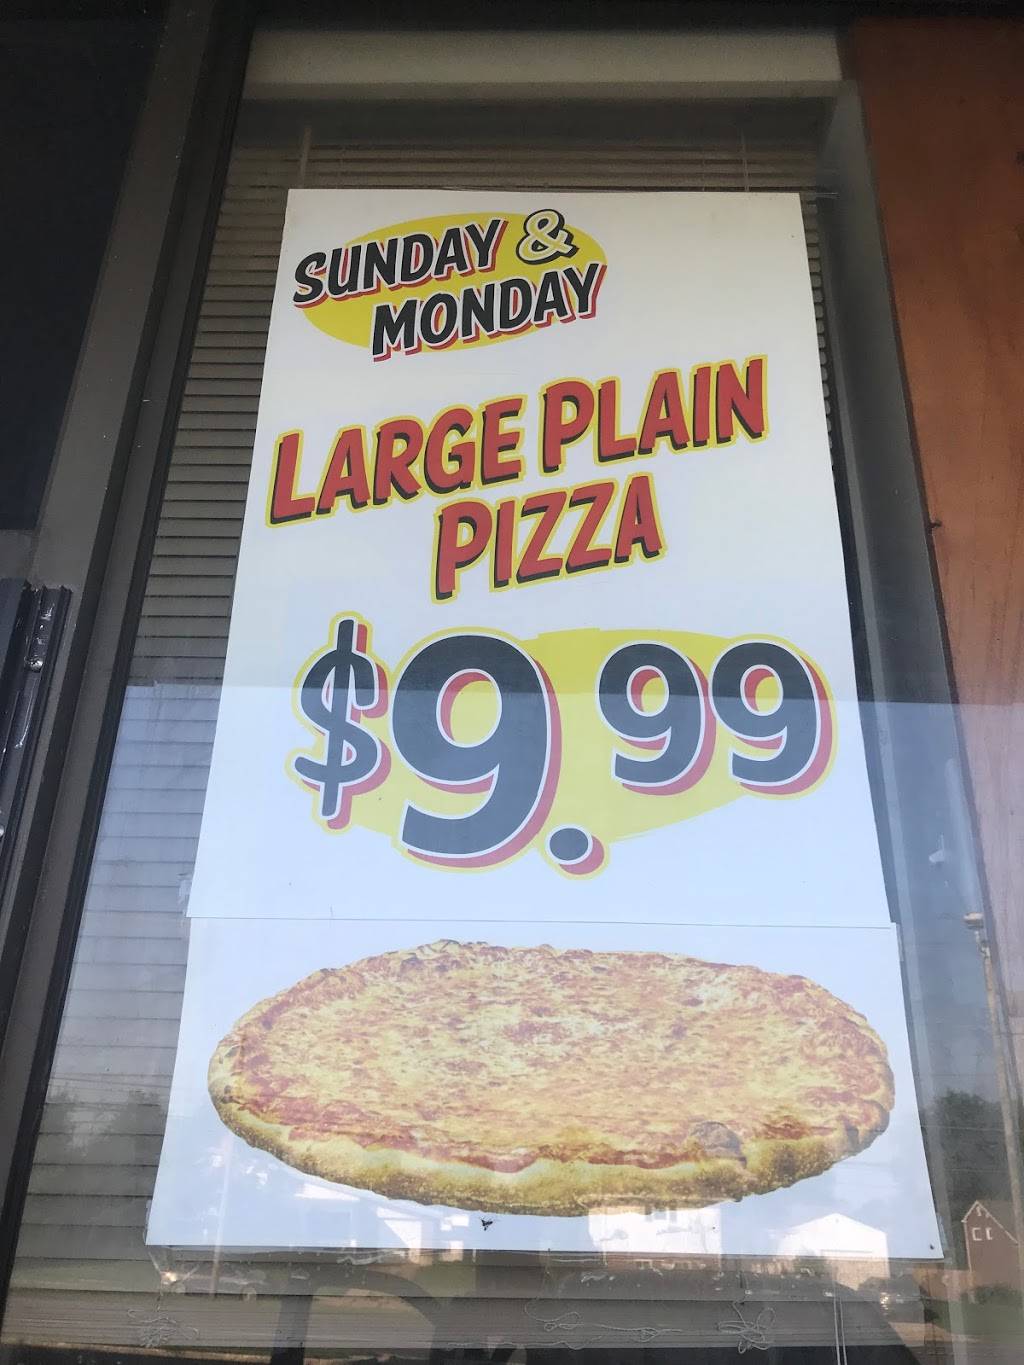 SUNDAY &
MONDAY
LARGE PLAIN
PIZZA
$9.99